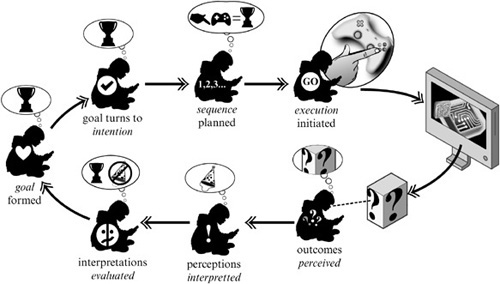 goal
formed
goal turns to
intention
1,2,3...
sequence
planned
GO
execution
initiated
? ?
? ?
???
outcomes
perceived
!
perceptions
interpretted
interpretations
evaluated